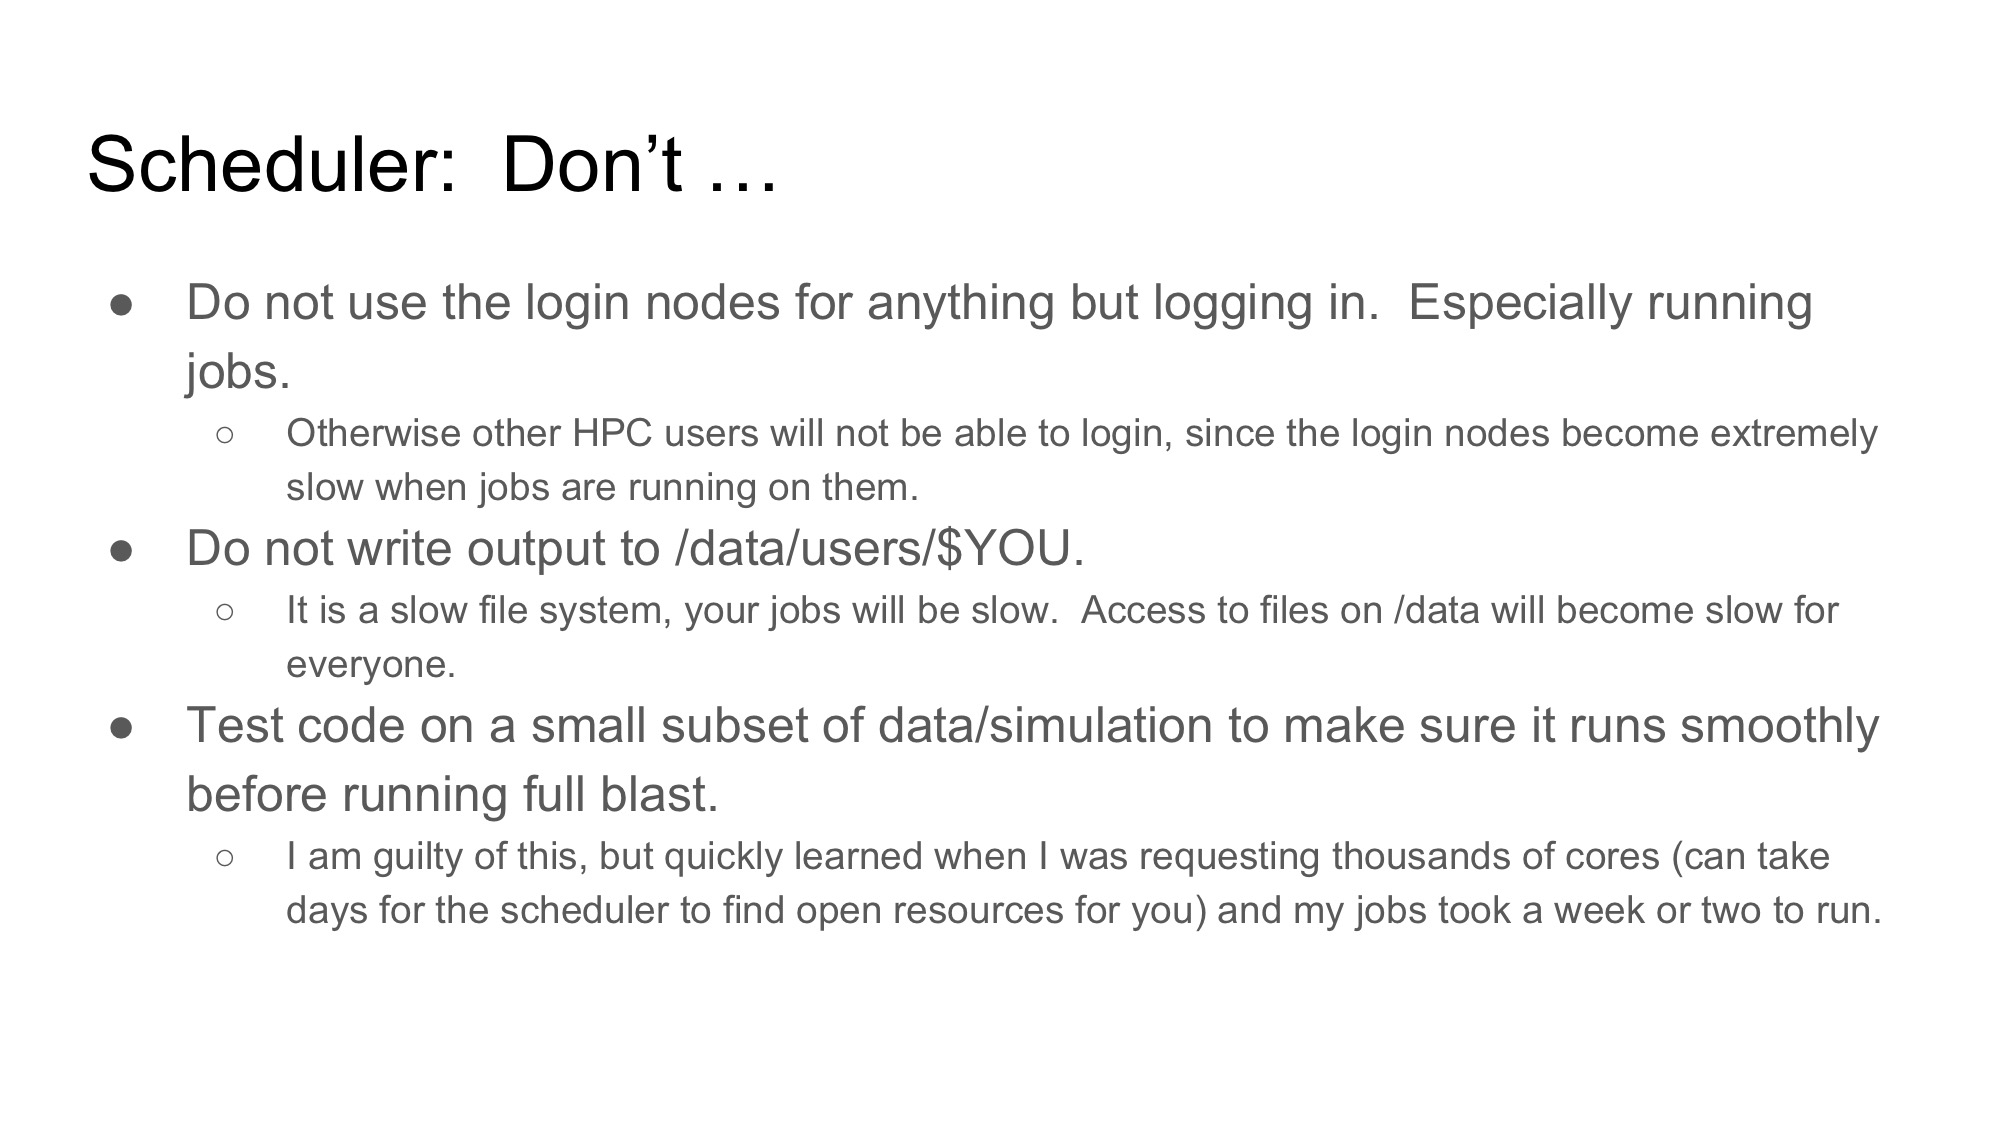 Scheduler:  Don’t …
● Do not use the login nodes for anything but logging in.  Especially running
jobs.
○ Otherwise other HPC users will not be able to login, since the login nodes become extremely
slow when jobs are running on them.
● Do not write output to /data/users/$YOU.
○ It is a slow file system, your jobs will be slow.  Access to files on /data will become slow for
everyone.
● Test code on a small subset of data/simulation to make sure it runs smoothly
before running full blast.
○ I am guilty of this, but quickly learned when I was requesting thousands of cores (can take
days for the scheduler to find open resources for you) and my jobs took a week or two to run.